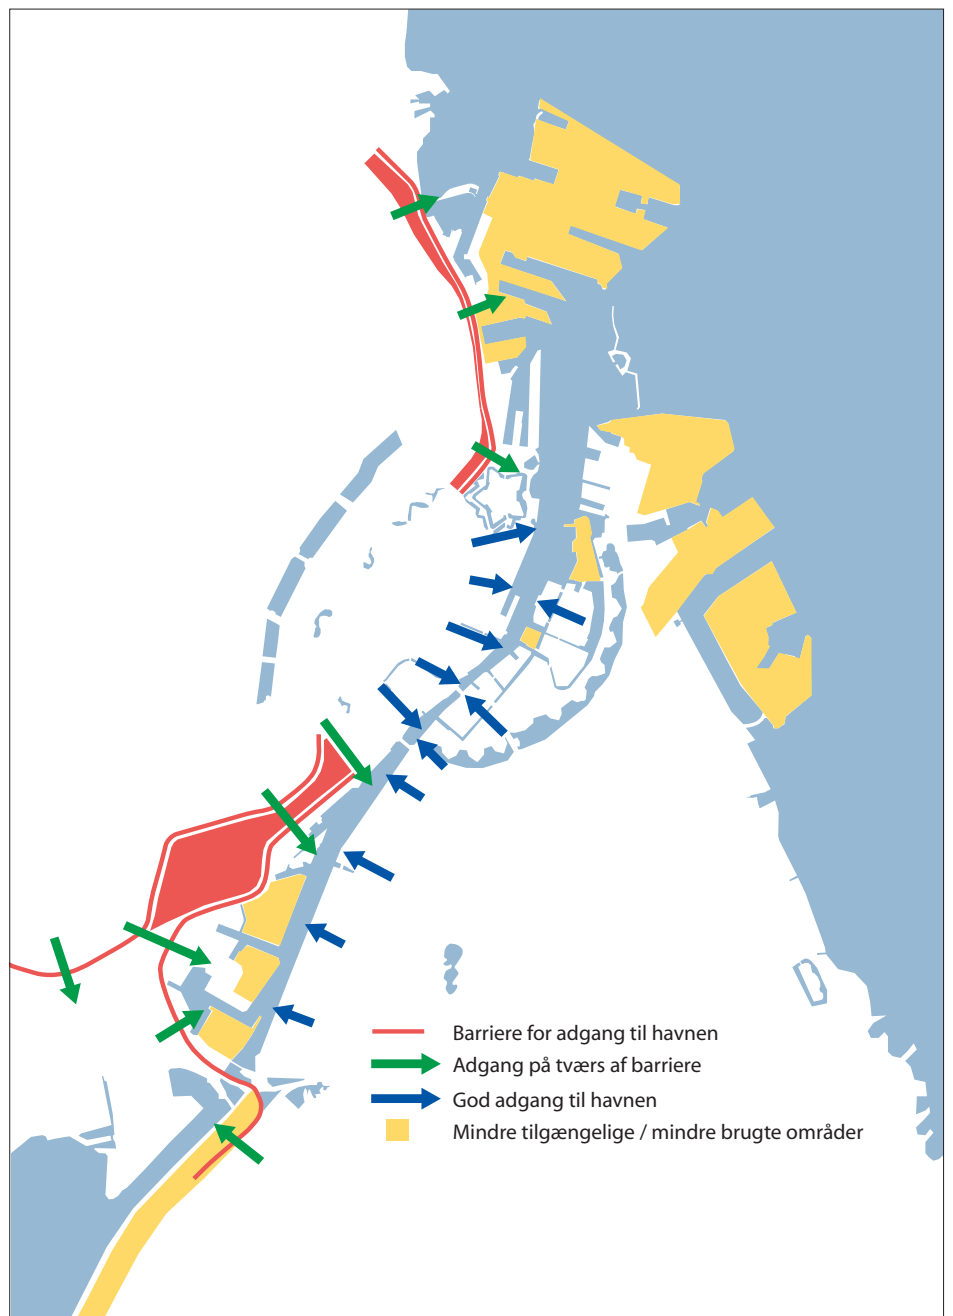 Barriere for adgang til havnen
Adgang på tværs af barriere
God adgang til havnen
Mindre tilgængelige / mindre brugte områder